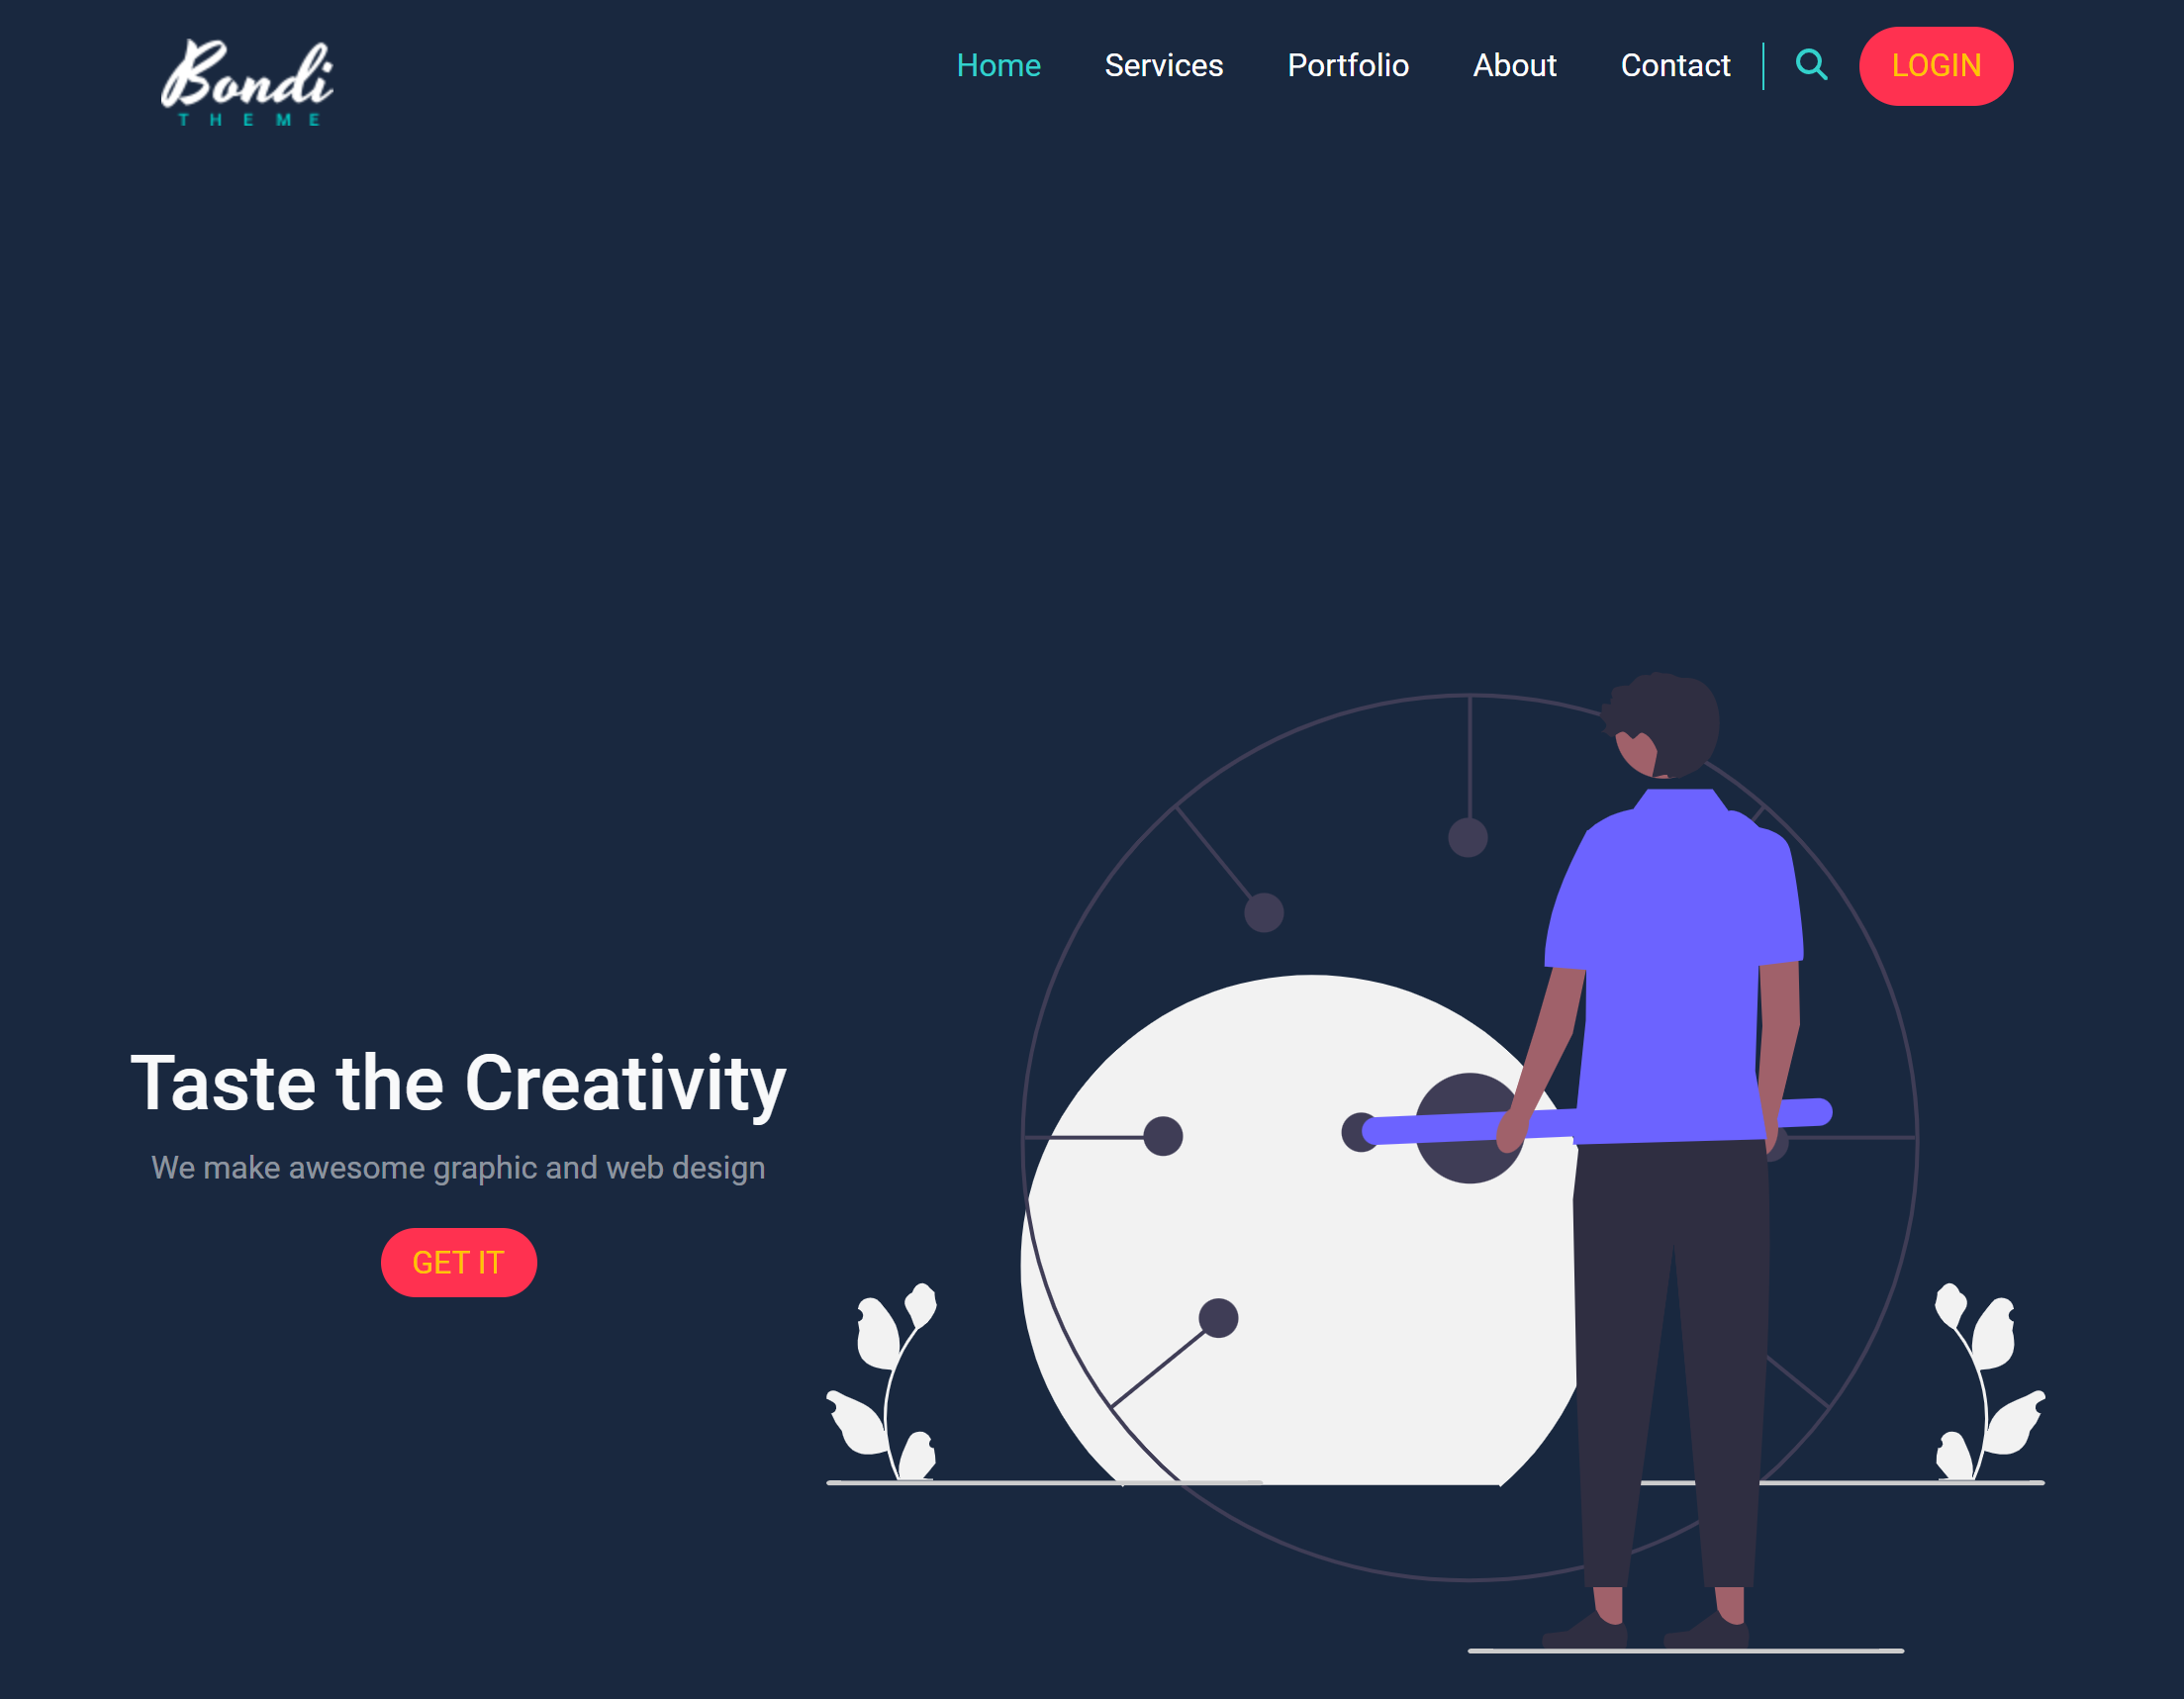 Bondi
THEME
Home Services Portfolio About Contact LOGIN
Taste the Creativity
We make awesome graphic and web design
GET IT